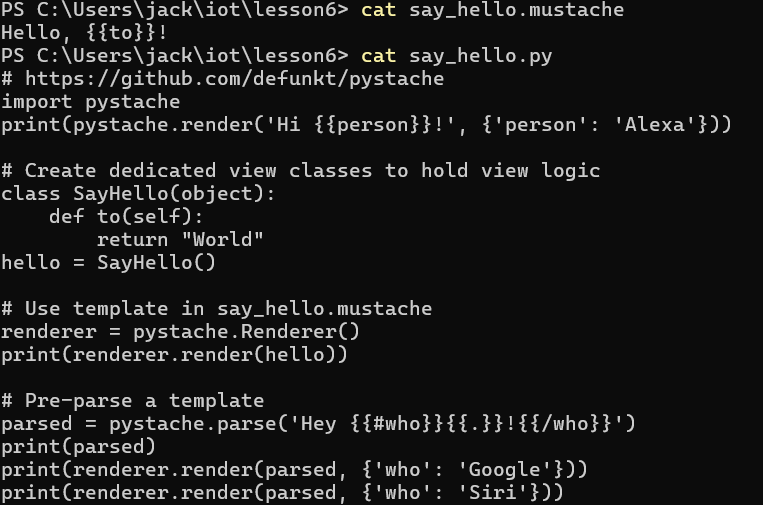 PS C:\Users\jack\iot\lesson6> cat say_hello.mustache
Hello, {{to}}!
PS C:\Users\jack\iot\lesson6> cat say_hello.py
# https://github.com/defunkt/pystache
import pystache
print(pystache.render('Hi {{person}}!', {'person': 'Alexa'}))

# Create dedicated view classes to hold view logic
class SayHello(object):
    def to(self):
        return "World"
hello = SayHello()

# Use template in say_hello.mustache
renderer = pystache.Renderer()
print(renderer.render(hello))

# Pre-parse a template
parsed = pystache.parse('Hey {{#who}}{{.}}!{{/who}}')
print(parsed)
print(renderer.render(parsed, {'who': 'Google'}))
print(renderer.render(parsed, {'who': 'Siri'}))